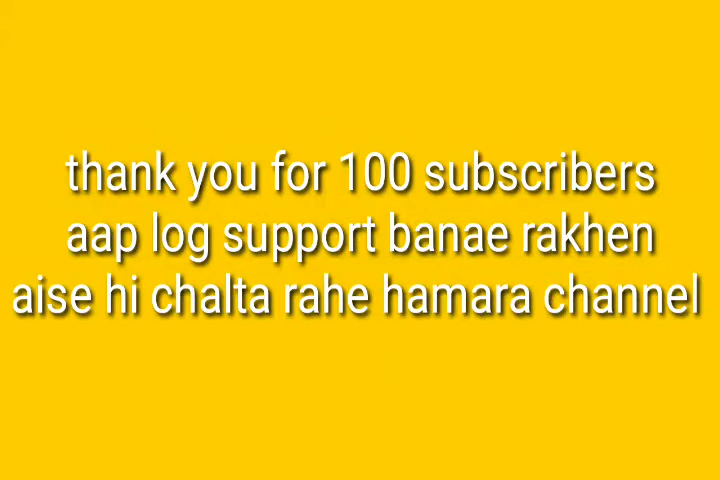 thank you for 100 subscribers
aap log support banae rakhen
aise hi chalta rahe hamara channel